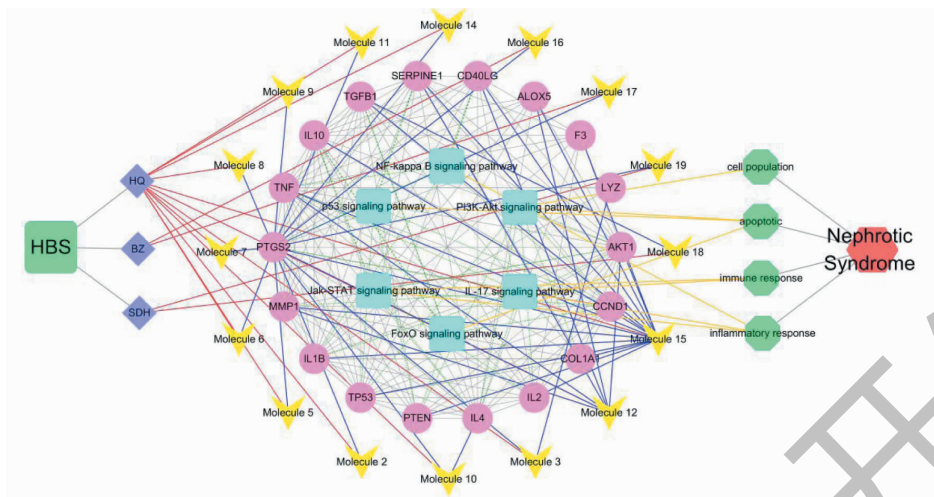 Molecule 14
Molecule 11
Molecule 16
SERPINE1
CD40LG
Molecule 9
TGFB1
ALOX5
Molecule 17
IL10
F3
Molecule 8
NF-kappa B signaling pathway
Molecule 19
cell population
HQ
TNF
p53 signaling pathway
PI3K-Akt signaling pathway
LYZ
apoptotic
HBS
BZ
Molecule 7
PTGS2
AKT1
Molecule 18
Nephrotic
Syndrome
immune response
Jak-STAT signaling pathway
IL-17 signaling pathway
SDH
MMP1
CCND1
FoxO signaling pathway
inflammatory response
Molecule 6
Molecule 15
IL1B
COL1A1
TP53
IL2
Molecule 5
PTEN
IL4
Molecule 12
Molecule 2
Molecule 3
Molecule 10